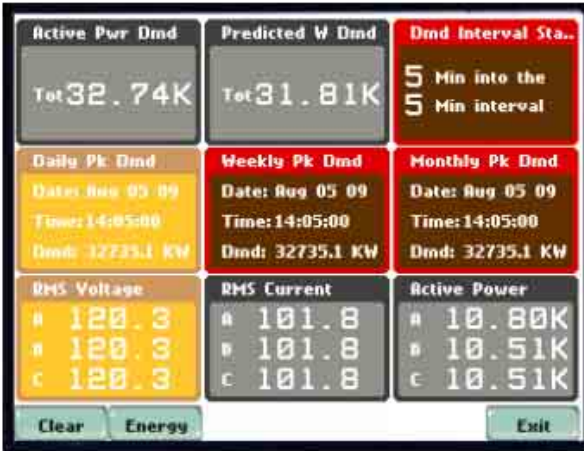 Active Pwr Dmd
Tot 32.74K
Predicted W Dmd
Tot 31.81K
Dmd Interval Sta..
5 Min into the
5 Min interval
Daily Pk Dmd
Date: Aug 05 09
Time:14:05:00
Dmd: 32735.1 KW
Weekly Pk Dmd
Date: Aug 05 09
Time:14:05:00
Dmd: 32735.1 KW
Monthly Pk Dmd
Date: Aug 05 09
Time:14:05:00
Dmd: 32735.1 KW
RMS Voltage
A 120.3
B 120.3
C 120.3
RMS Current
A 101.8
B 101.8
C 101.8
Active Power
A 10.80K
B 10.51K
C 10.51K
Clear
Energy
Exit